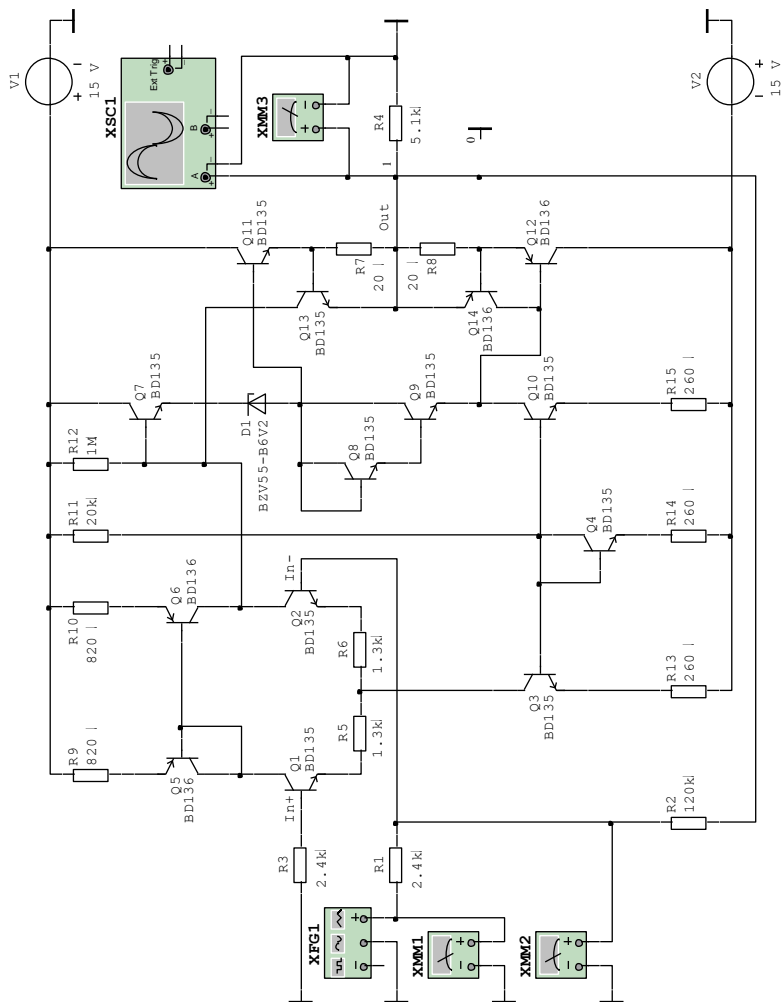 V1
15 V
XSC1
Ext Trig
A
B
XMM3
R4
5.1k
V2
15 V
0
1
Out
Q11
BD135
R7
20
R8
20
Q12
BD136
Q13
BD135
Q14
BD136
Q7
BD135
D1
BZV55-B6V2
Q9
BD135
Q10
BD135
R15
260
R12
1M
Q8
BD135
R11
20k
Q4
BD135
R14
260
R10
820
Q6
BD136
In-
Q2
BD135
R6
1.3k
Q3
BD135
R13
260
R9
820
Q5
BD136
Q1
BD135
In+
R5
1.3k
R3
2.4k
R1
2.4k
R2
120k
XFG1
XMM1
XMM2